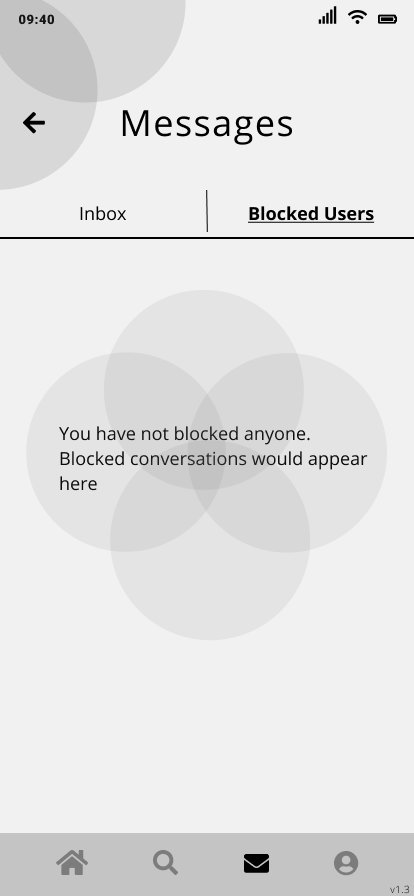 09:40
Messages
Inbox
Blocked Users
You have not blocked anyone.
Blocked conversations would appear
here
v1.3